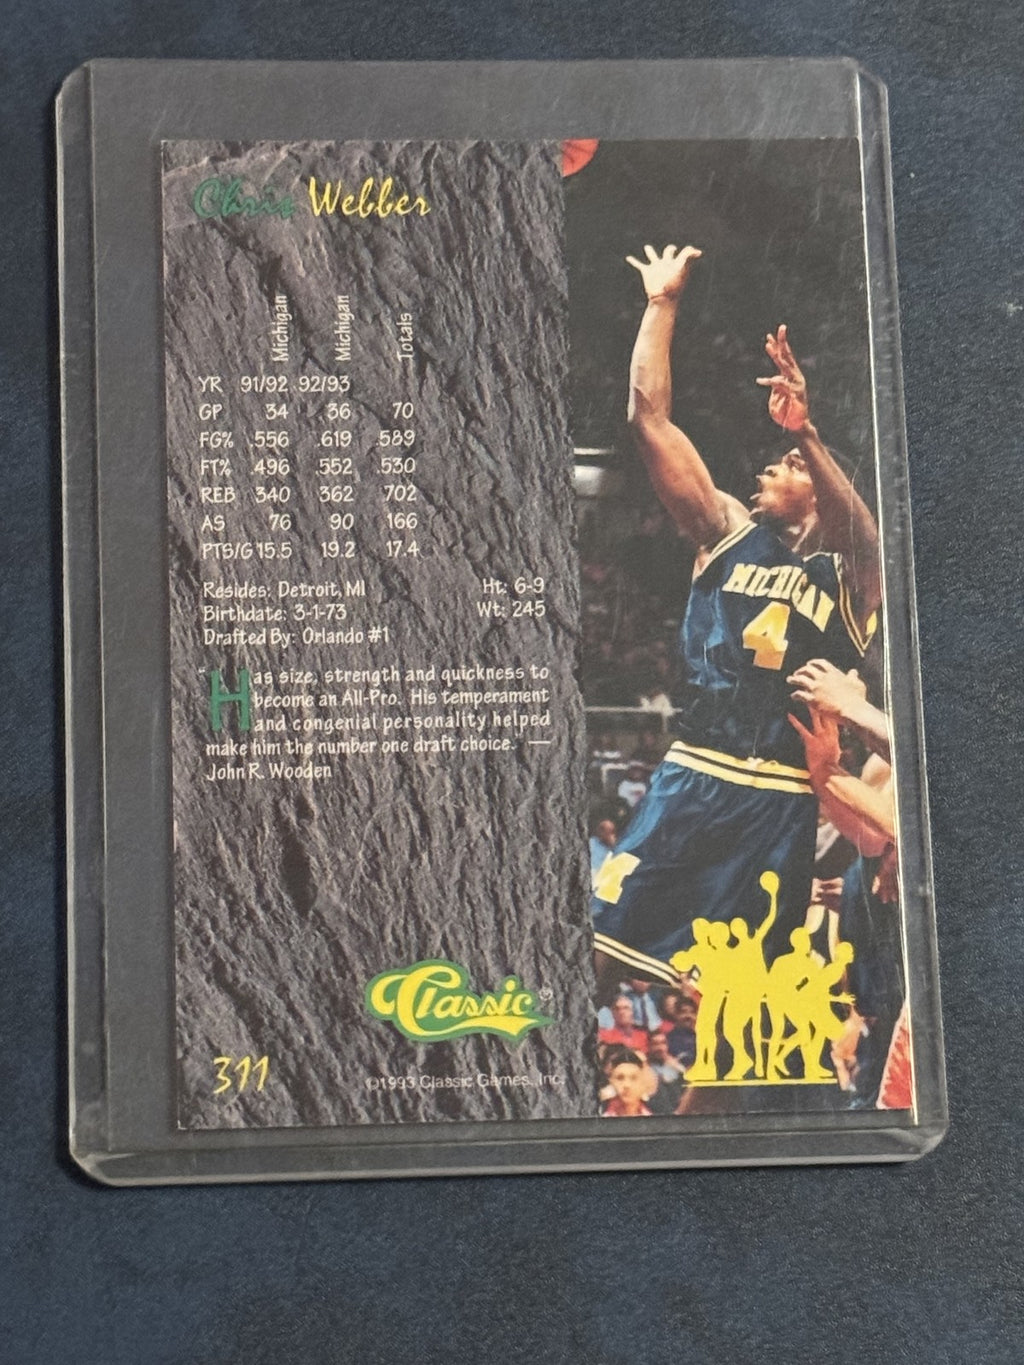 Chris Webber
Michigan Michigan Totals
YR 91/92 92/93
GP 34 36 70
FG% .556 .619 .589
FT% .496 .552 .530
REB 340 362 702
AS 76 90 166
PTS/G 15.5 19.2 17.4
Resides: Detroit, MI Ht: 6-9
Birthdate: 3-1-73 Wt: 245
Drafted By: Orlando #1
"Has size, strength and quickness to
become an All-Pro. His temperament
and congenial personality helped
make him the number one draft choice." —
John R. Wooden
MICHIGAN
4
M
Classic®
311
©1993 Classic Games, Inc.